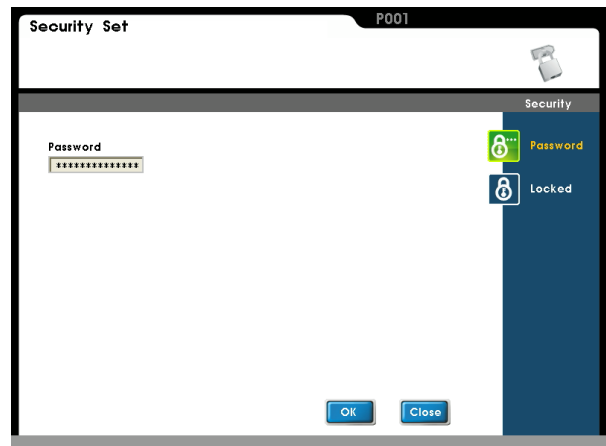 P001
Security Set
Security
Password
**************
Password
Locked
OK
Close